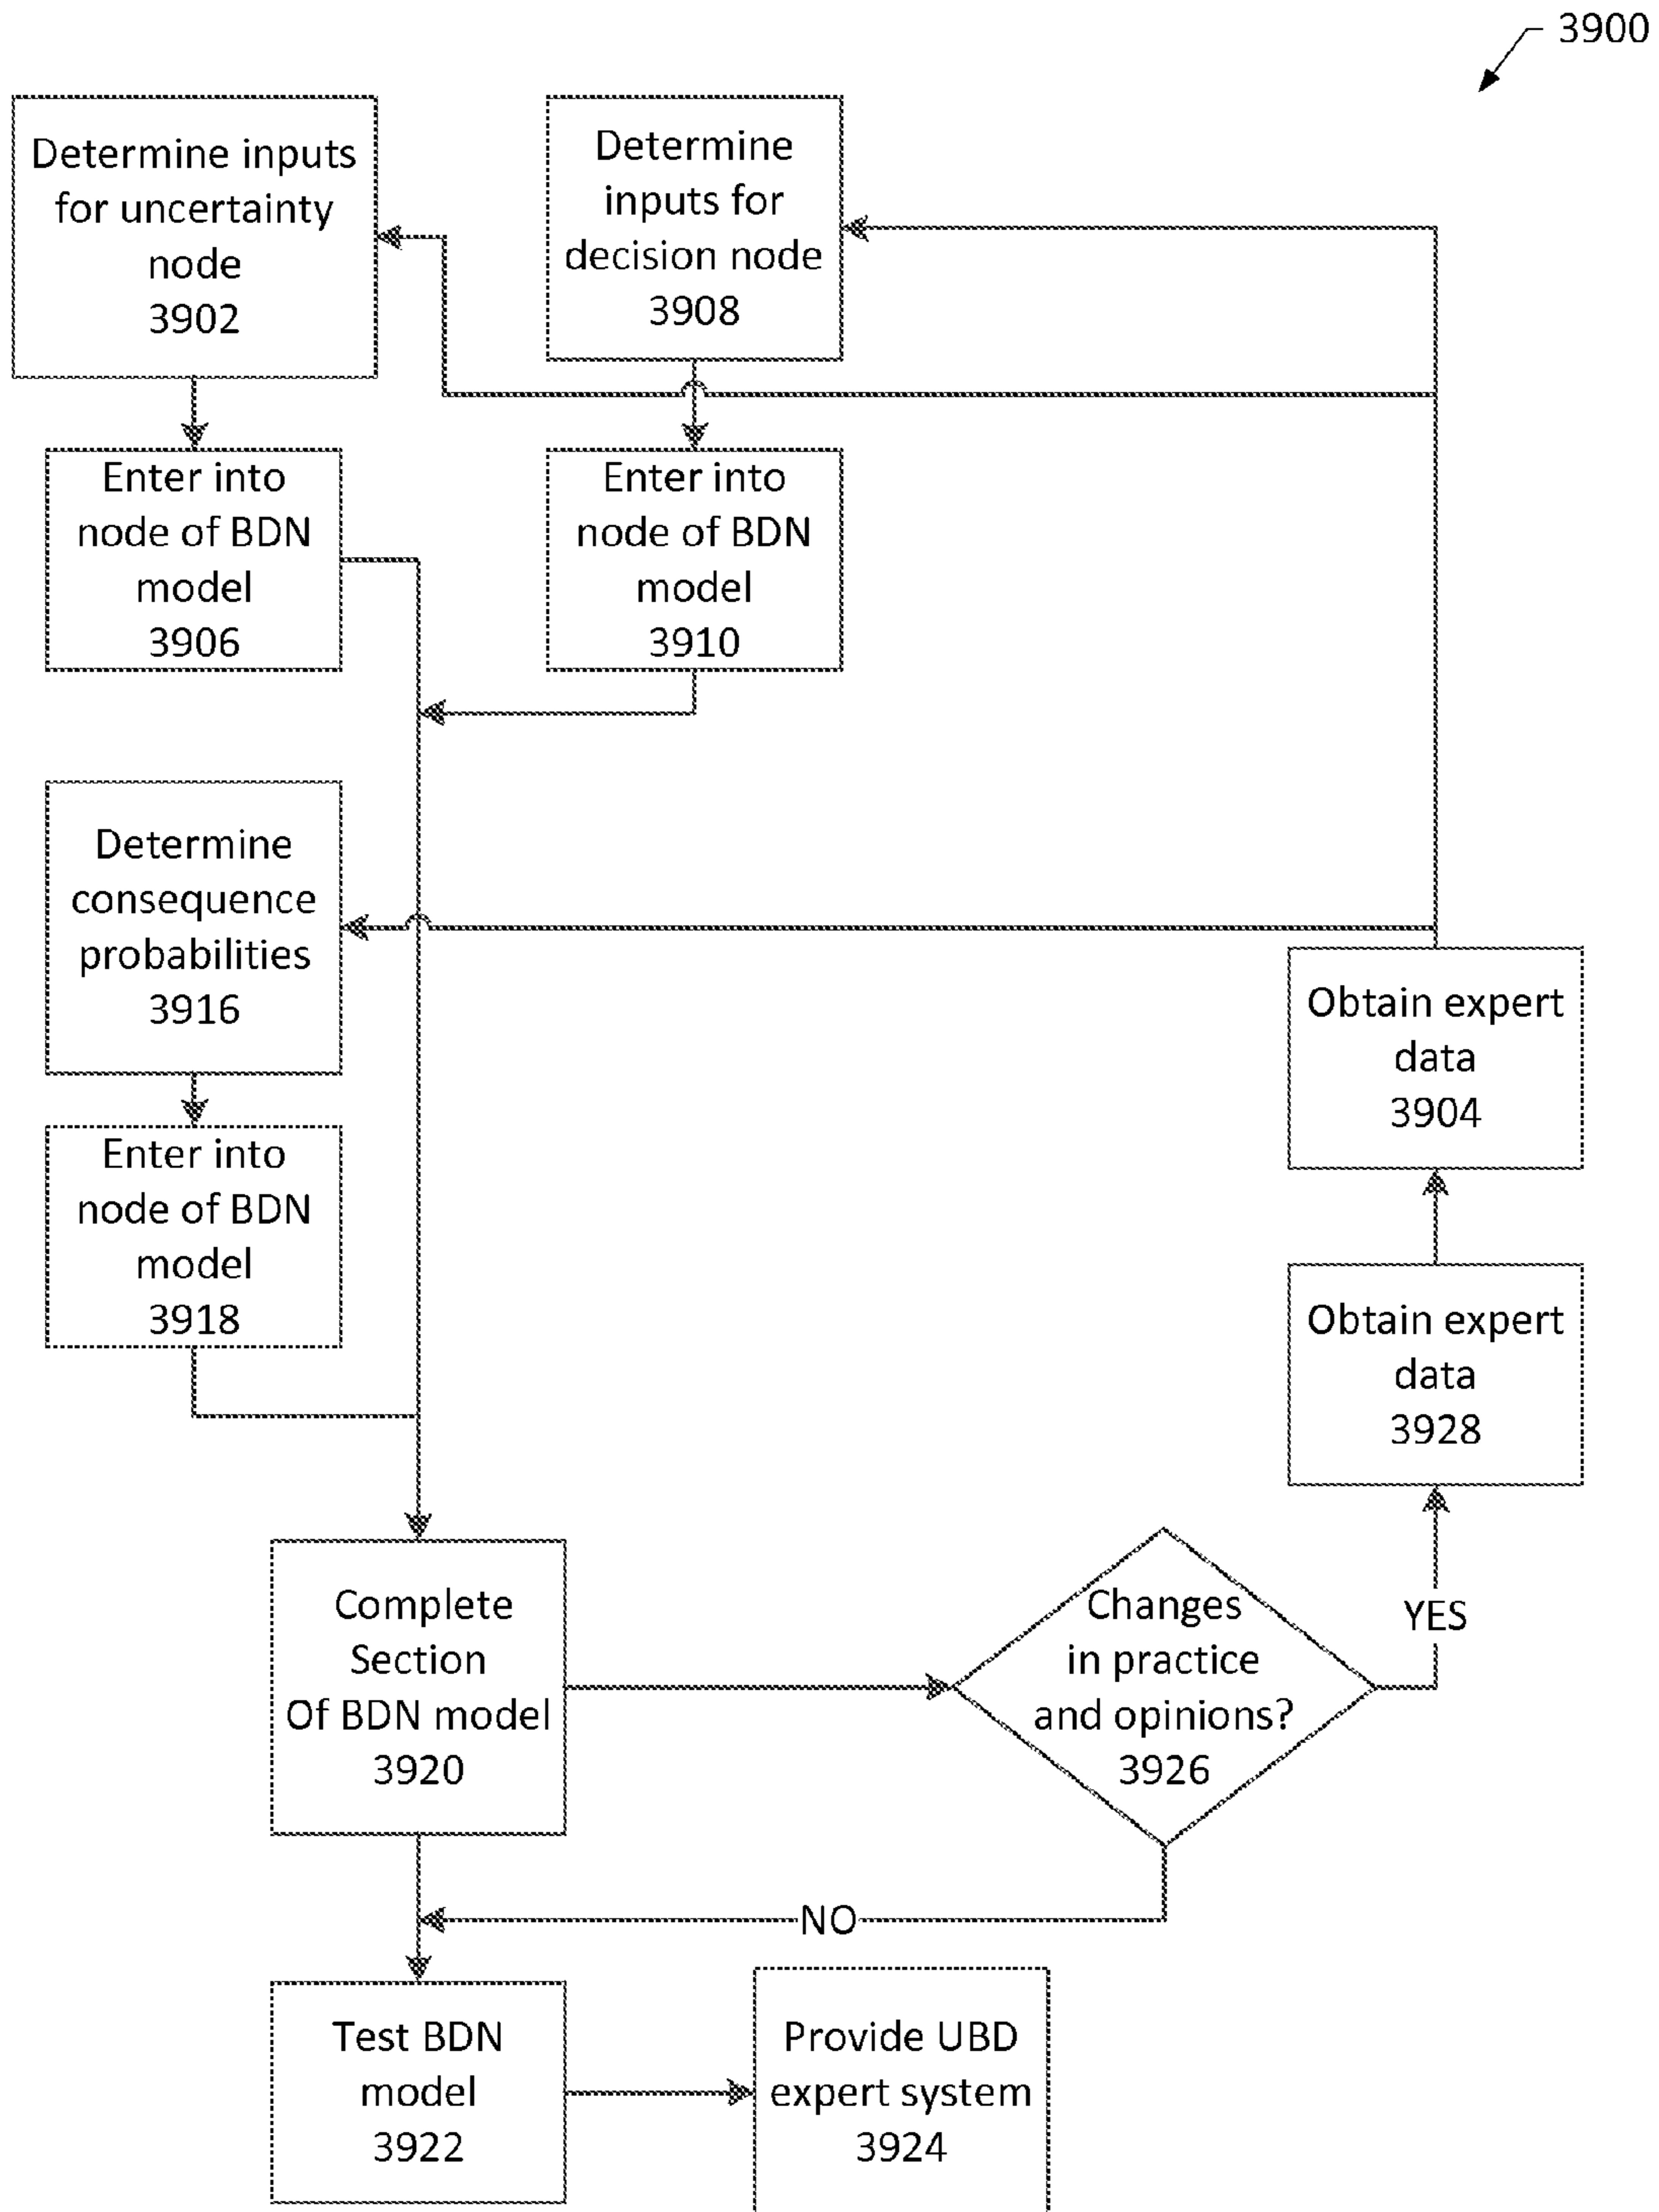 3900
Determine inputs
for uncertainty
node
3902
Determine
inputs for
decision node
3908
Enter into
node of BDN
model
3906
Enter into
node of BDN
model
3910
Determine
consequence
probabilities
3916
Obtain expert
data
3904
Enter into
node of BDN
model
3918
Obtain expert
data
3928
Complete
Section
Of BDN model
3920
Changes
in practice
and opinions?
3926
YES
NO
Test BDN
model
3922
Provide UBD
expert system
3924